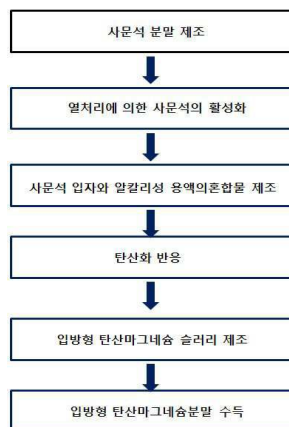 사문석 분말 제조
열처리에 의한 사문석의 활성화
사문석 입자와 알칼리성 용액의혼합물 제조
탄산화 반응
입방형 탄산마그네슘 슬러리 제조
입방형 탄산마그네슘분말 수득